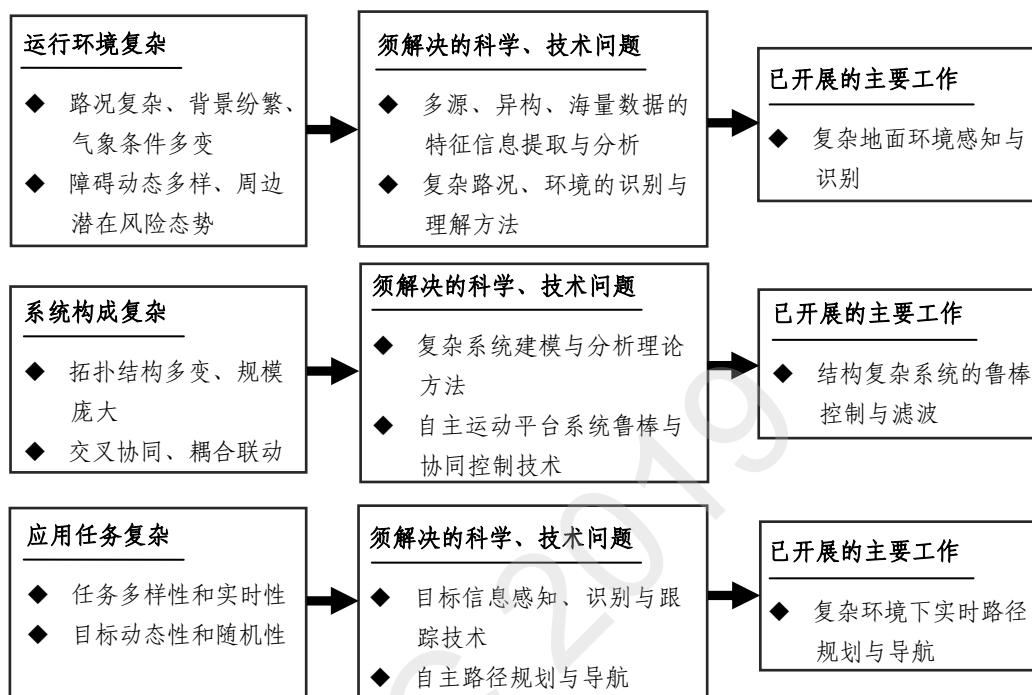 运行环境复杂
◆ 路况复杂、背景纷繁、
气象条件多变
◆ 障碍动态多样、周边
潜在风险态势
须解决的科学、技术问题
◆ 多源、异构、海量数据的
特征信息提取与分析
◆ 复杂路况、环境的识别与
理解方法
已开展的主要工作
◆ 复杂地面环境感知与
识别
系统构成复杂
◆ 拓扑结构多变、规模
庞大
◆ 交叉协同、耦合联动
须解决的科学、技术问题
◆ 复杂系统建模与分析理论
方法
◆ 自主运动平台系统鲁棒与
协同控制技术
已开展的主要工作
◆ 结构复杂系统的鲁棒
控制与滤波
应用任务复杂
◆ 任务多样性和实时性
◆ 目标动态性和随机性
须解决的科学、技术问题
◆ 目标信息感知、识别与跟
踪技术
◆ 自主路径规划与导航
已开展的主要工作
◆ 复杂环境下实时路径
规划与导航
C 2019